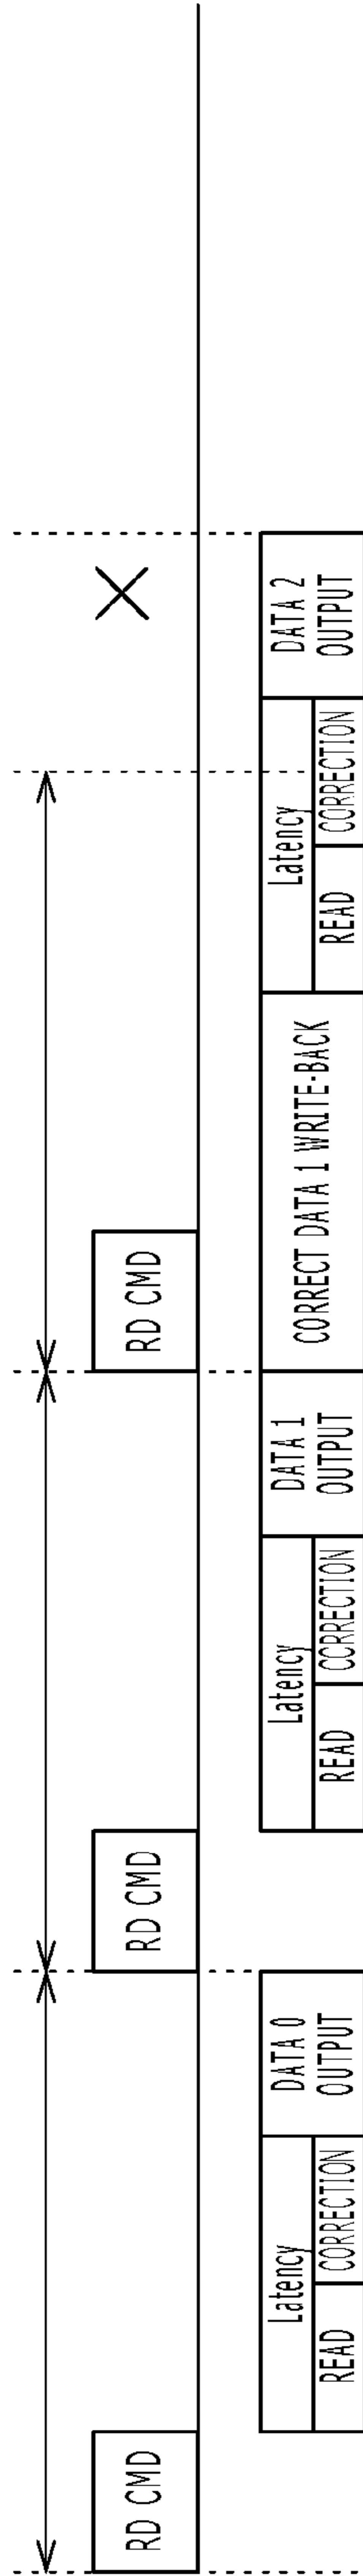 RD CMD
RD CMD
RD CMD
Latency
READ
CORRECTION
DATA 0
OUTPUT
Latency
READ
CORRECTION
DATA 1
OUTPUT
CORRECT DATA 1 WRITE-BACK
Latency
READ
CORRECTION
DATA 2
OUTPUT